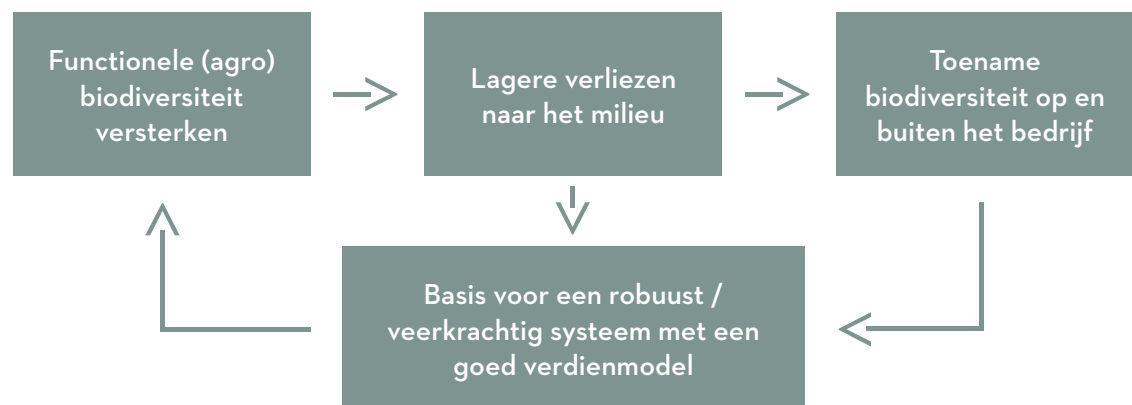 Functionele (agro)
biodiversiteit
versterken
Lagere verliezen
naar het milieu
Toename
biodiversiteit op en
buiten het bedrijf
Basis voor een robuust /
veerkrachtig systeem met een
goed verdienmodel